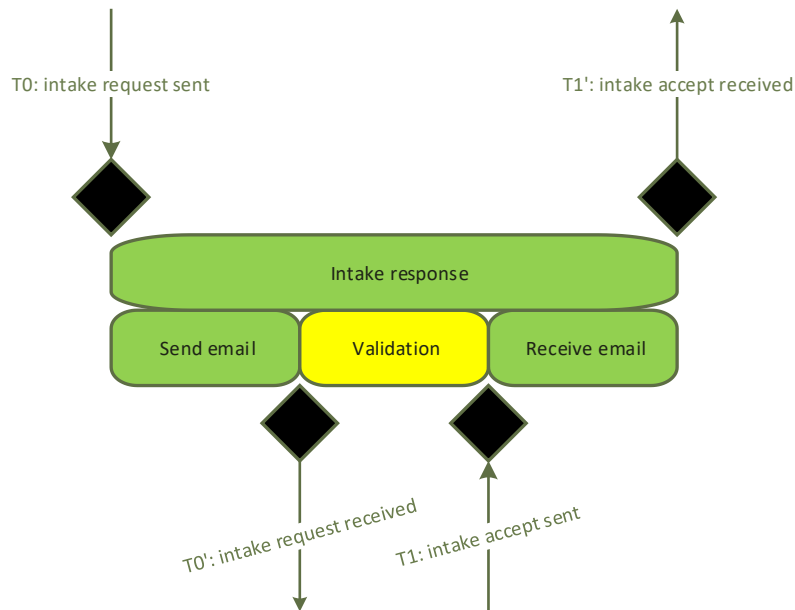 T0: intake request sent
T1': intake accept received
Intake response
Send email
Validation
Receive email
T0': intake request received
T1: intake accept sent